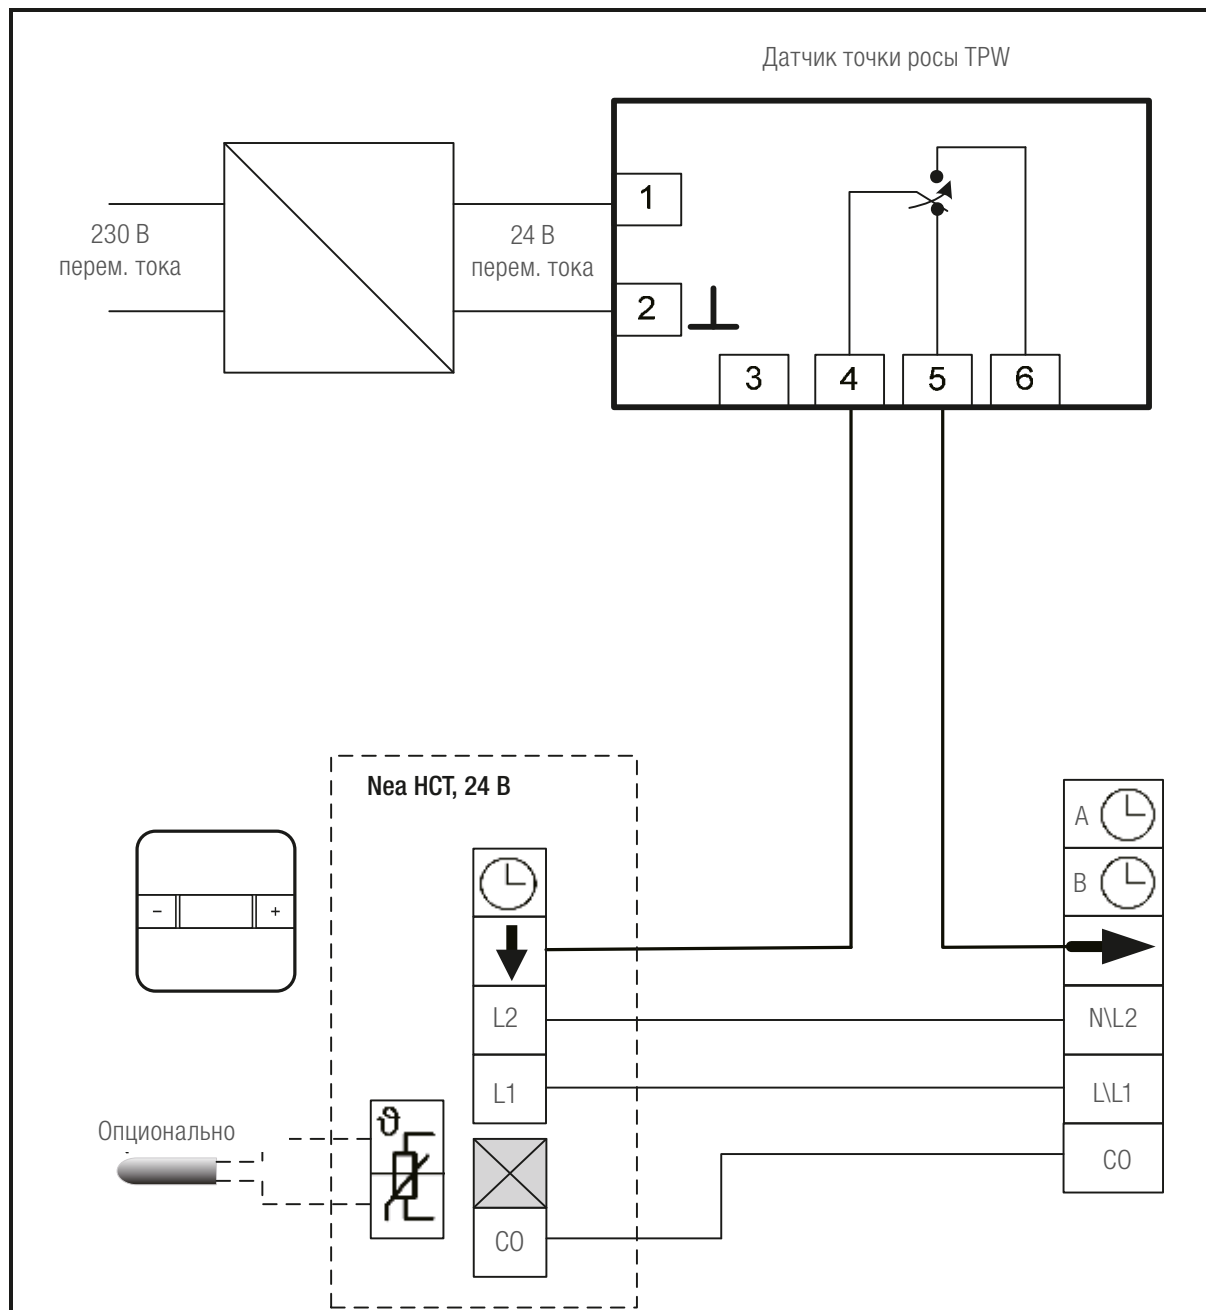 Датчик точки росы TPW
230 В
перем. тока
24 В
перем. тока
1
2
3
4
5
6
Nea HCT, 24 В
A
B
- +
L2
N\L2
L1
L\L1
Опционально
ϑ
CO
CO